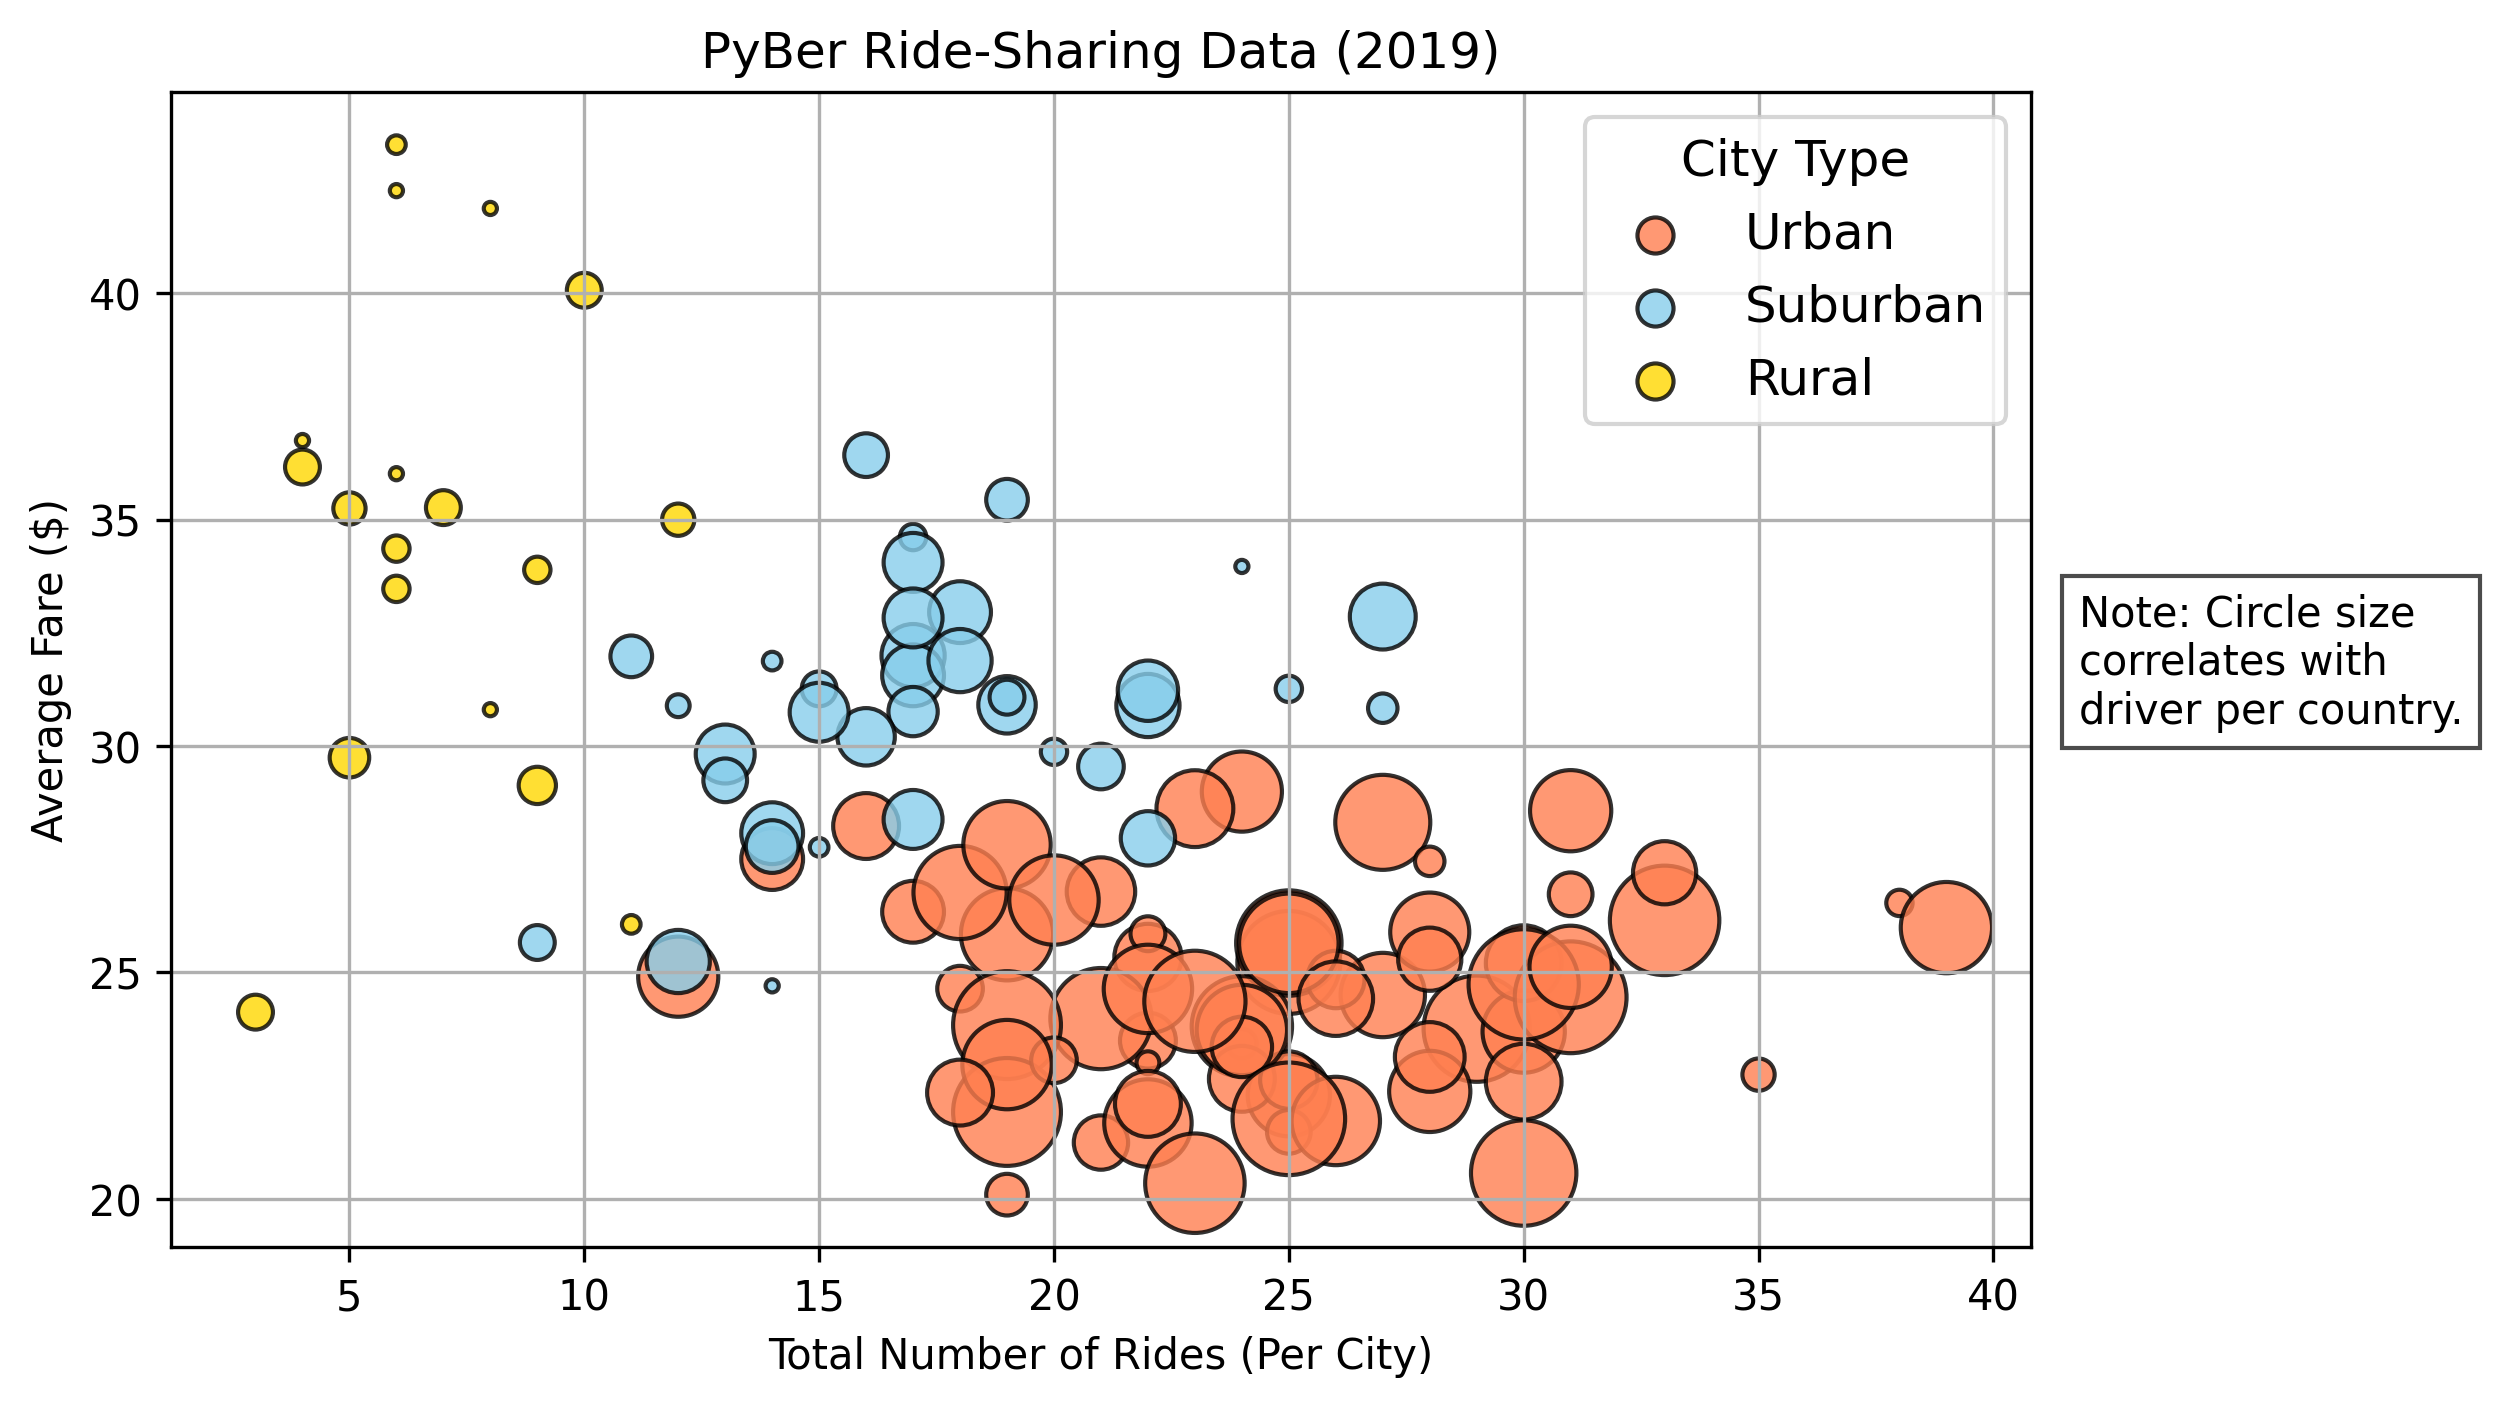 PyBer Ride-Sharing Data (2019)
City Type
Urban
Suburban
Rural
40
35
30
25
20
Average Fare ($)
Note: Circle size
correlates with
driver per country.
5 10 15 20 25 30 35 40
Total Number of Rides (Per City)